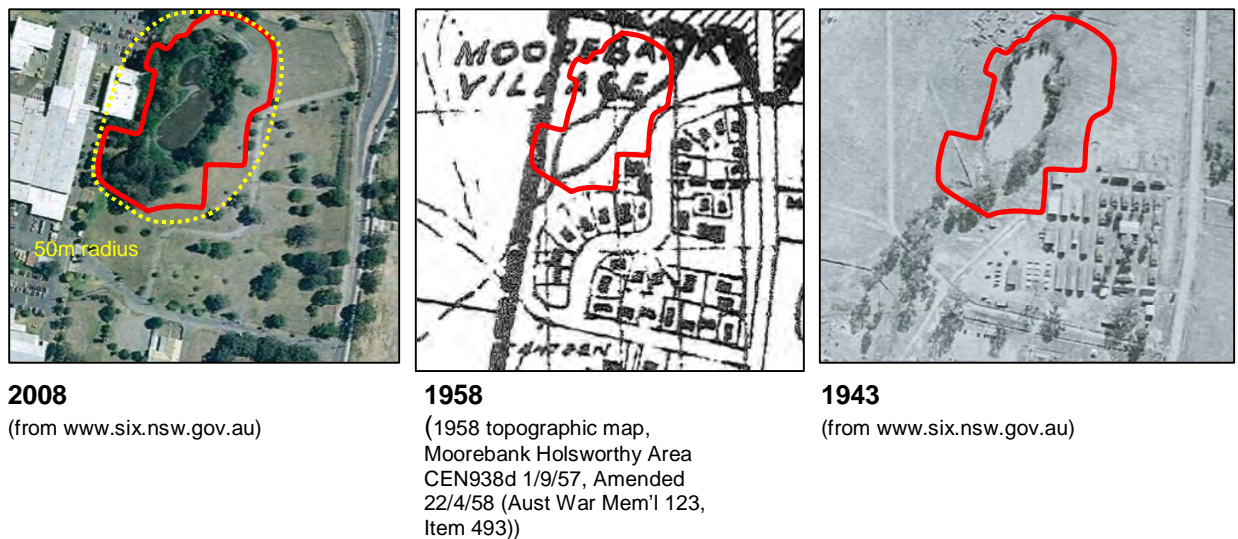 50m radius
MOOREBANK
VILLAGE
2008
(from www.six.nsw.gov.au)
1958
(1958 topographic map,
Moorebank Holsworthy Area
CEN938d 1/9/57, Amended
22/4/58 (Aust War Mem'l 123,
Item 493))
1943
(from www.six.nsw.gov.au)